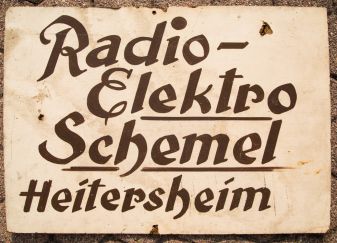 Radio-
Elektro
Schemel
Heitersheim